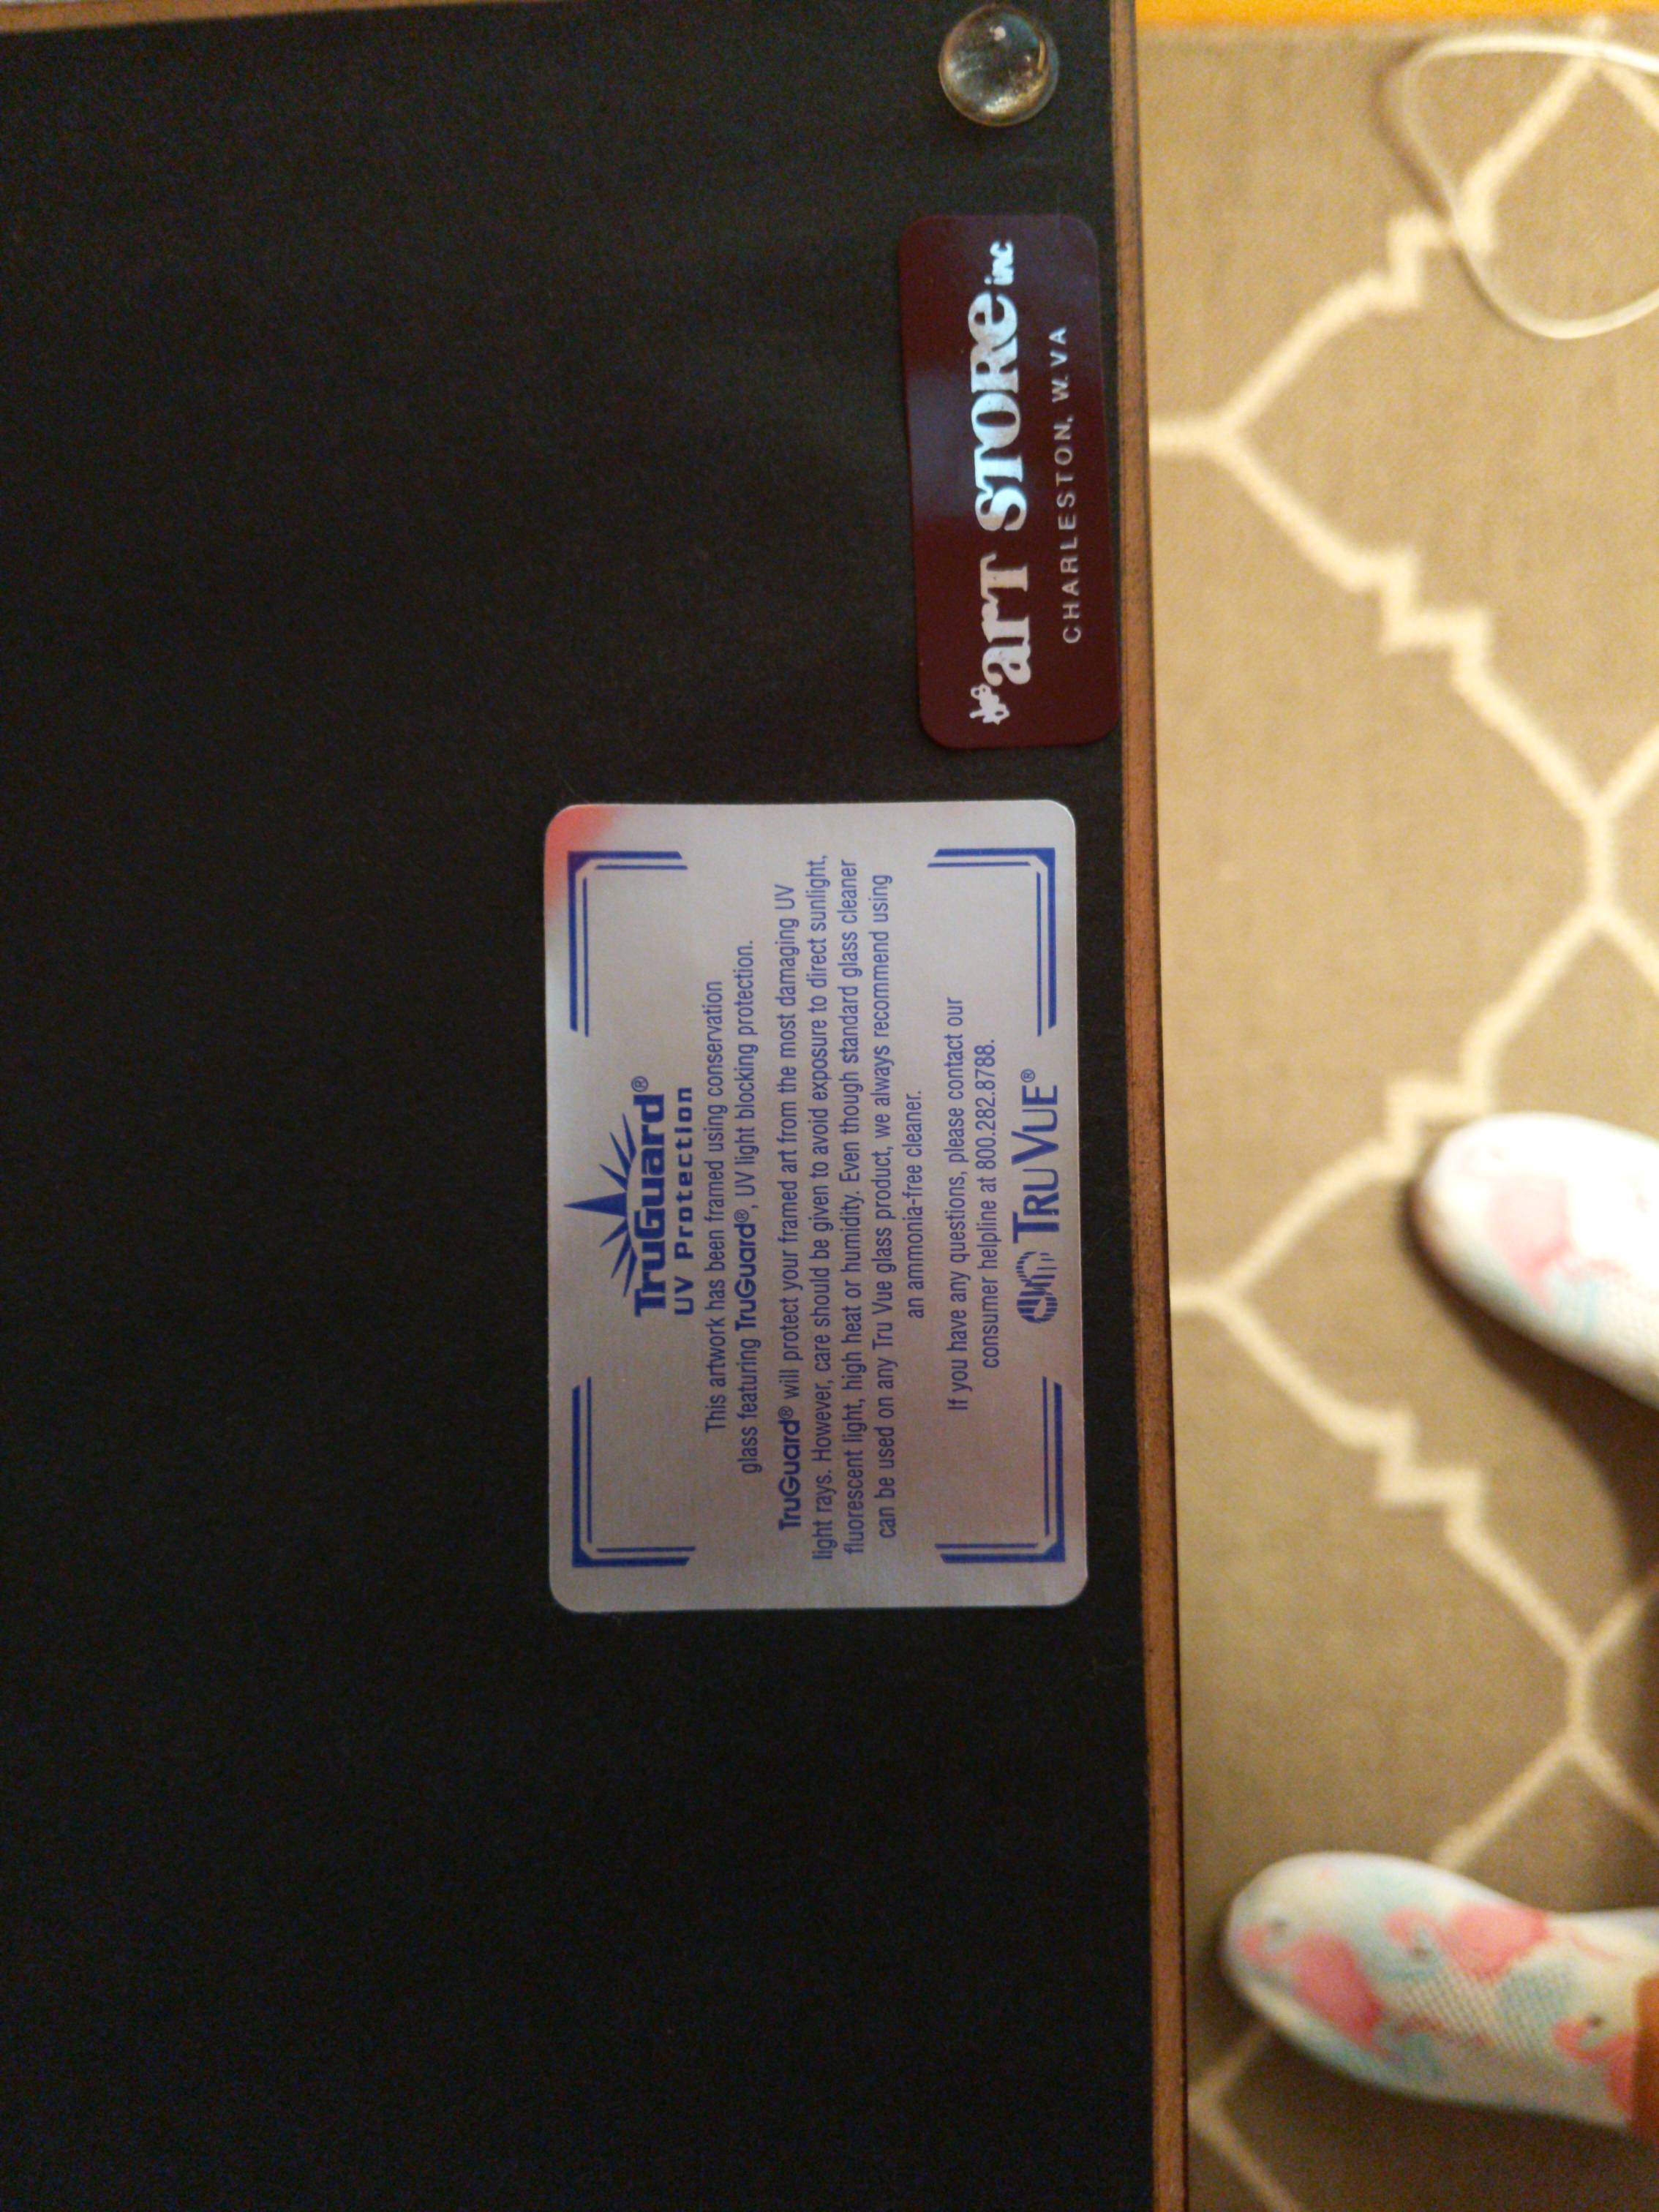 TruGuard®
UV Protection
This artwork has been framed using conservation
glass featuring TruGuard®, UV light blocking protection.
TruGuard® will protect your framed art from the most damaging UV
light rays. However, care should be given to avoid exposure to direct sunlight,
fluorescent light, high heat or humidity. Even though standard glass cleaner
can be used on any Tru Vue glass product, we always recommend using
an ammonia-free cleaner.
If you have any questions, please contact our
consumer helpline at 800.282.8788.
TRU VUE®
art STORe inc
CHARLESTON, W.VA